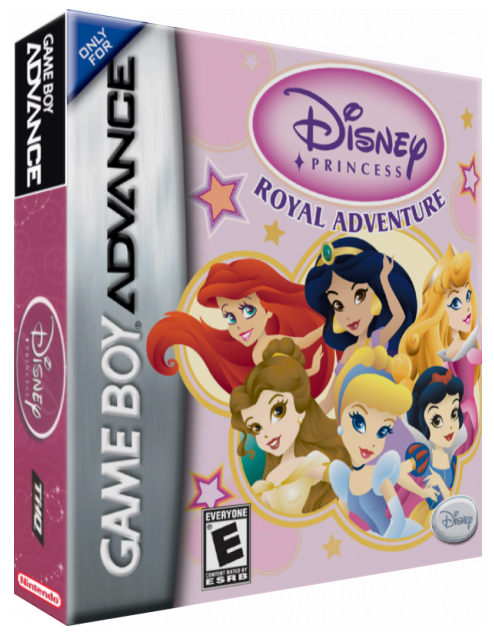 GAME BOY
ADVANCE
Disney
PRINCESS
THQ
Nintendo
ONLY
FOR
GAME BOY ADVANCE
Disney
PRINCESS
ROYAL ADVENTURE
EVERYONE
E
CONTENT RATED BY
ESRB
Disney